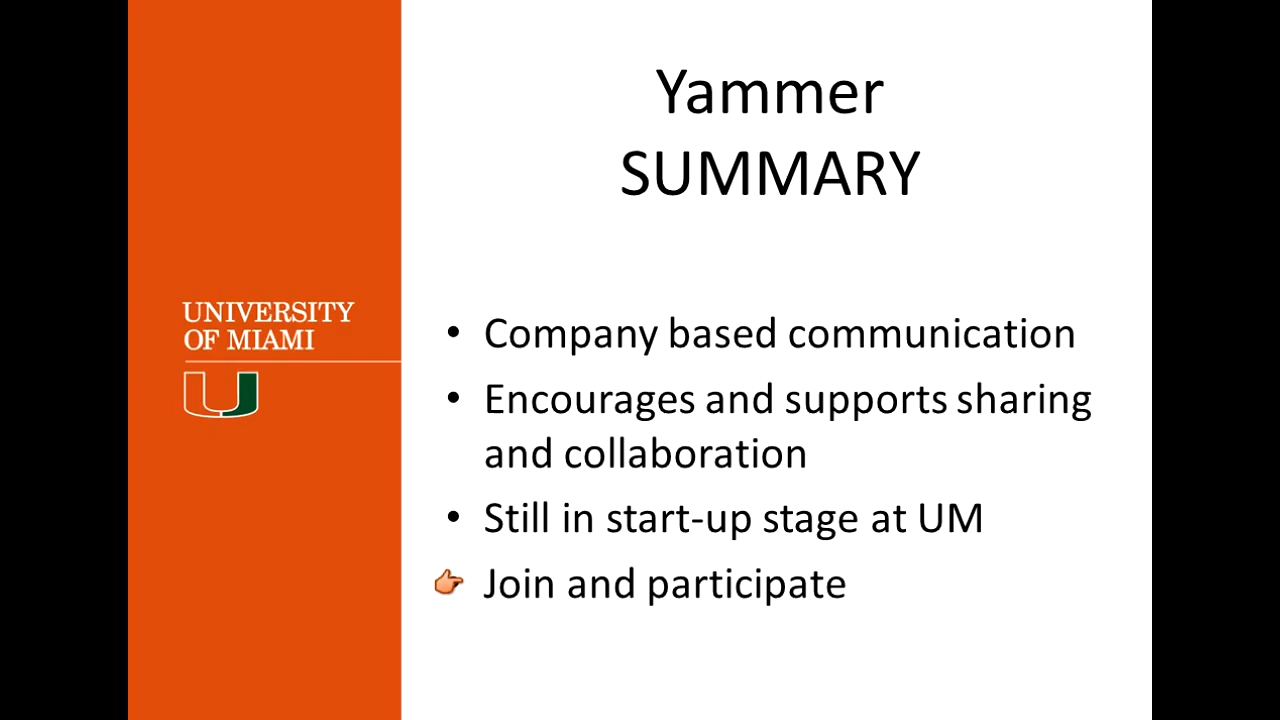 Yammer
SUMMARY
UNIVERSITY
OF MIAMI
• Company based communication
• Encourages and supports sharing
and collaboration
• Still in start-up stage at UM
Join and participate